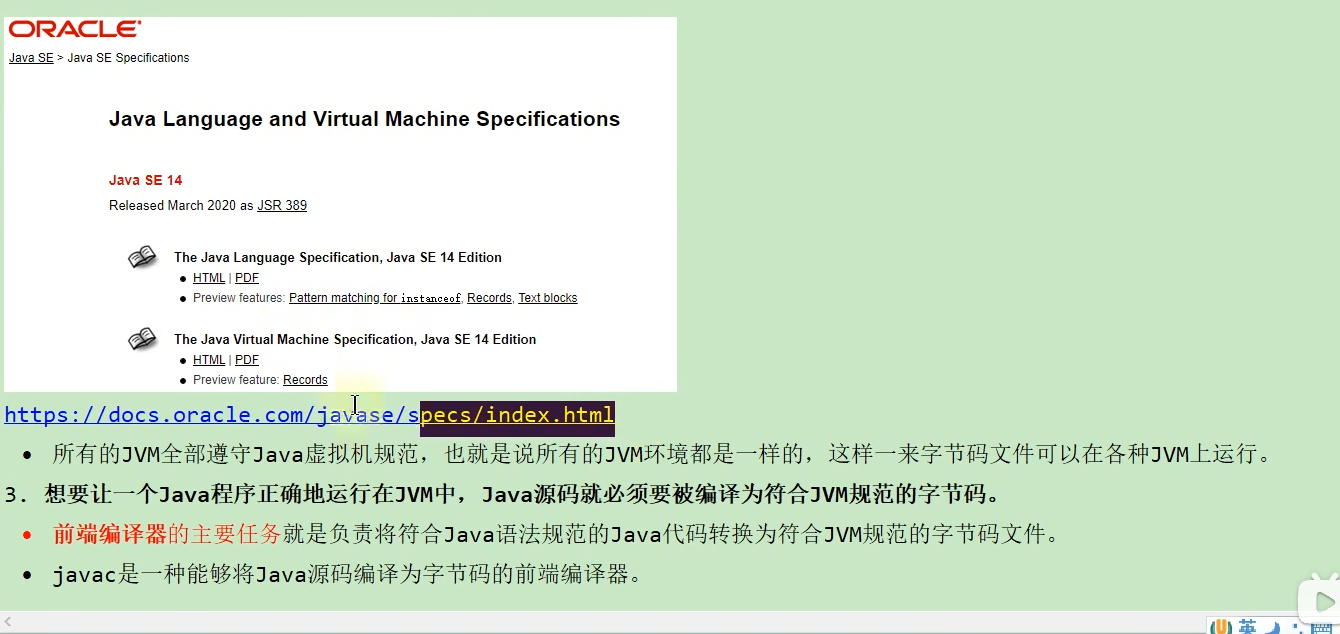 ORACLE
Java SE > Java SE Specifications
Java Language and Virtual Machine Specifications
Java SE 14
Released March 2020 as JSR 389
The Java Language Specification, Java SE 14 Edition
• HTML | PDF
• Preview features: Pattern matching for instanceof, Records, Text blocks
The Java Virtual Machine Specification, Java SE 14 Edition
• HTML | PDF
• Preview feature: Records
https://docs.oracle.com/javase/specs/index.html
• 所有的JVM全部遵守Java虚拟机规范，也就是说所有的JVM环境都是一样的，这样一来字节码文件可以在各种JVM上运行。
3. 想要让一个Java程序正确地运行在JVM中，Java源码就必须要被编译为符合JVM规范的字节码。
• 前端编译器的主要任务就是负责将符合Java语法规范的Java代码转换为符合JVM规范的字节码文件。
• javac是一种能够将Java源码编译为字节码的前端编译器。
英